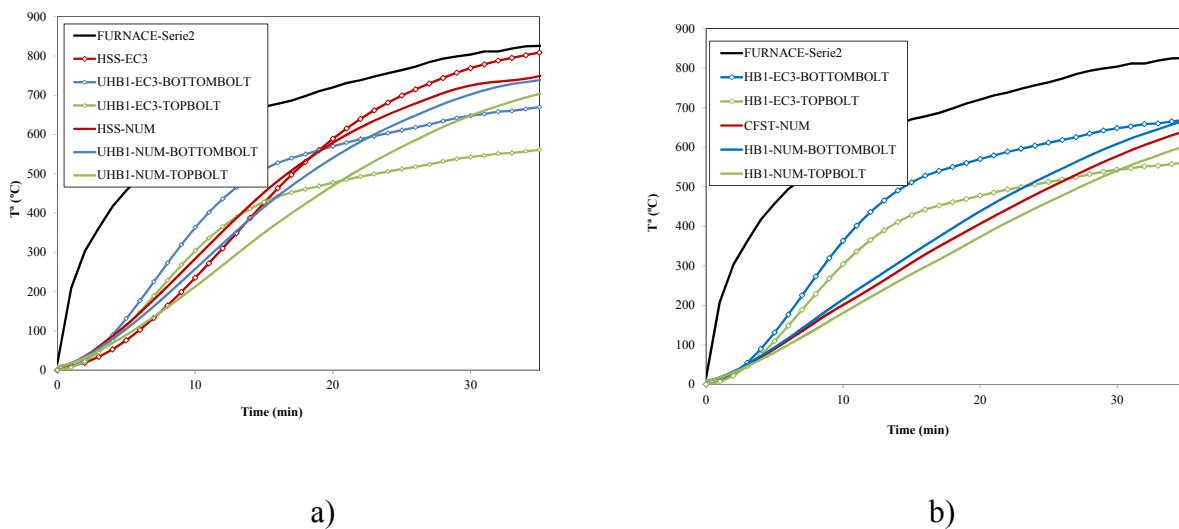 900
800
700
600
500
400
300
200
100
0
Tª (ºC)
FURNACE-Serie2
HSS-EC3
UHB1-EC3-BOTTOMBOLT
UHB1-EC3-TOPBOLT
HSS-NUM
UHB1-NUM-BOTTOMBOLT
UHB1-NUM-TOPBOLT
0 10 20 30
Time (min)
a)
900
800
700
600
500
400
300
200
100
0
Tª (ºC)
FURNACE-Serie2
HB1-EC3-BOTTOMBOLT
HB1-EC3-TOPBOLT
CFST-NUM
HB1-NUM-BOTTOMBOLT
HB1-NUM-TOPBOLT
0 10 20 30
Time (min)
b)